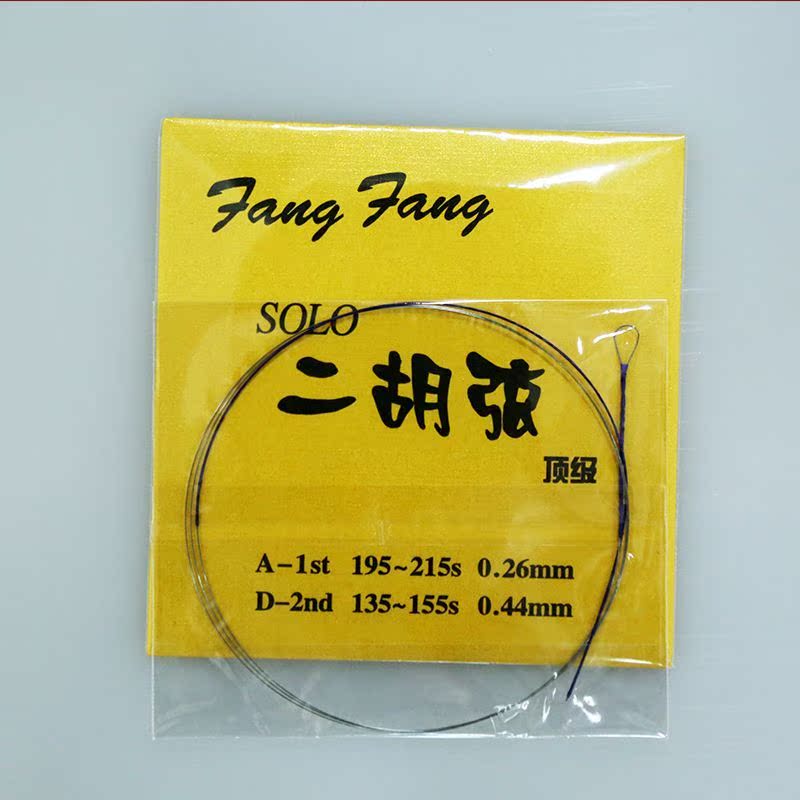 Fang Fang
SOLO
二胡弦
顶级
A-1st 195~215s 0.26mm
D-2nd 135~155s 0.44mm